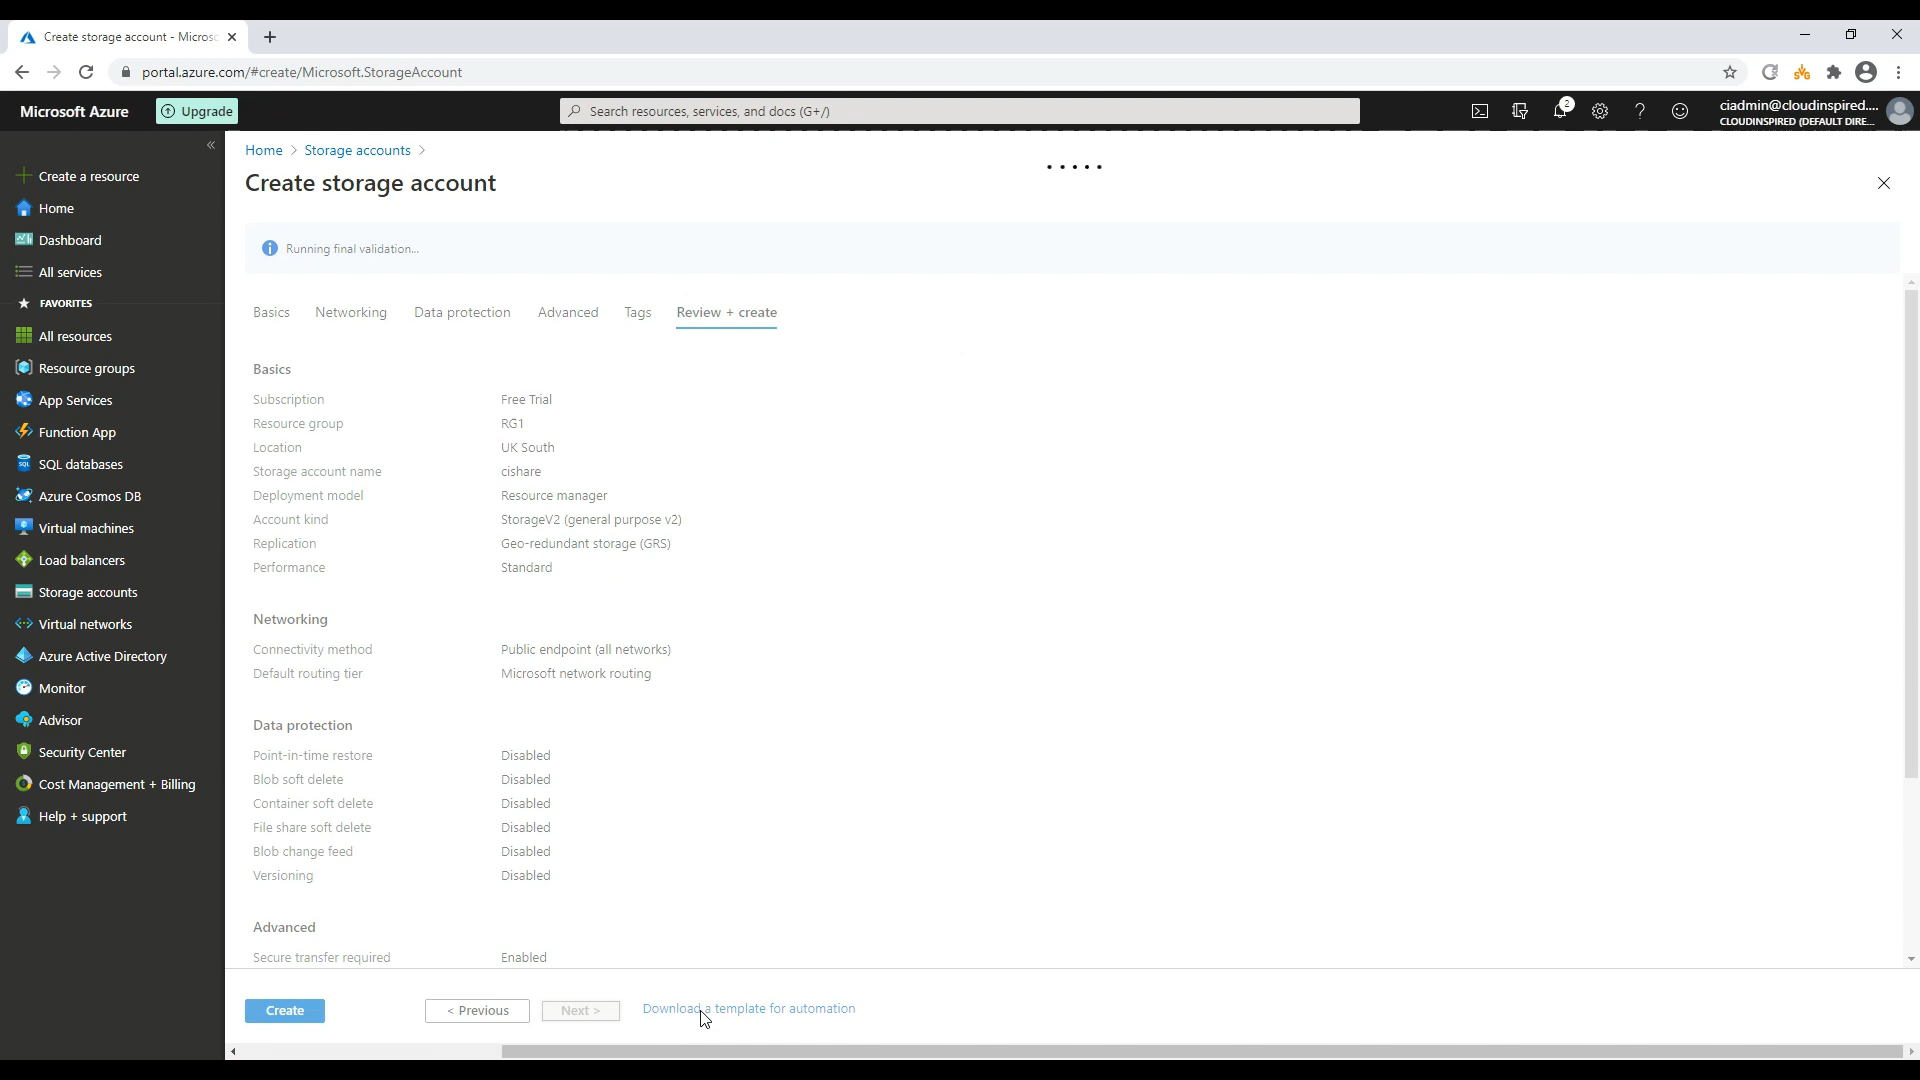 Create storage account - Micros
portal.azure.com/#create/Microsoft.StorageAccount
Microsoft Azure
Upgrade
Search resources, services, and docs (G+/)
2
ciadmin@cloudinspired....
CLOUDINSPIRED (DEFAULT DIRE...
Home > Storage accounts >
Create storage account
Running final validation...
Create a resource
Home
Dashboard
All services
FAVORITES
All resources
Resource groups
App Services
Function App
SQL databases
Azure Cosmos DB
Virtual machines
Load balancers
Storage accounts
Virtual networks
Azure Active Directory
Monitor
Advisor
Security Center
Cost Management + Billing
Help + support
Basics Networking Data protection Advanced Tags Review + create
Basics
Subscription Free Trial
Resource group RG1
Location UK South
Storage account name cishare
Deployment model Resource manager
Account kind StorageV2 (general purpose v2)
Replication Geo-redundant storage (GRS)
Performance Standard
Networking
Connectivity method Public endpoint (all networks)
Default routing tier Microsoft network routing
Data protection
Point-in-time restore Disabled
Blob soft delete Disabled
Container soft delete Disabled
File share soft delete Disabled
Blob change feed Disabled
Versioning Disabled
Advanced
Secure transfer required Enabled
Create < Previous Next > Download a template for automation